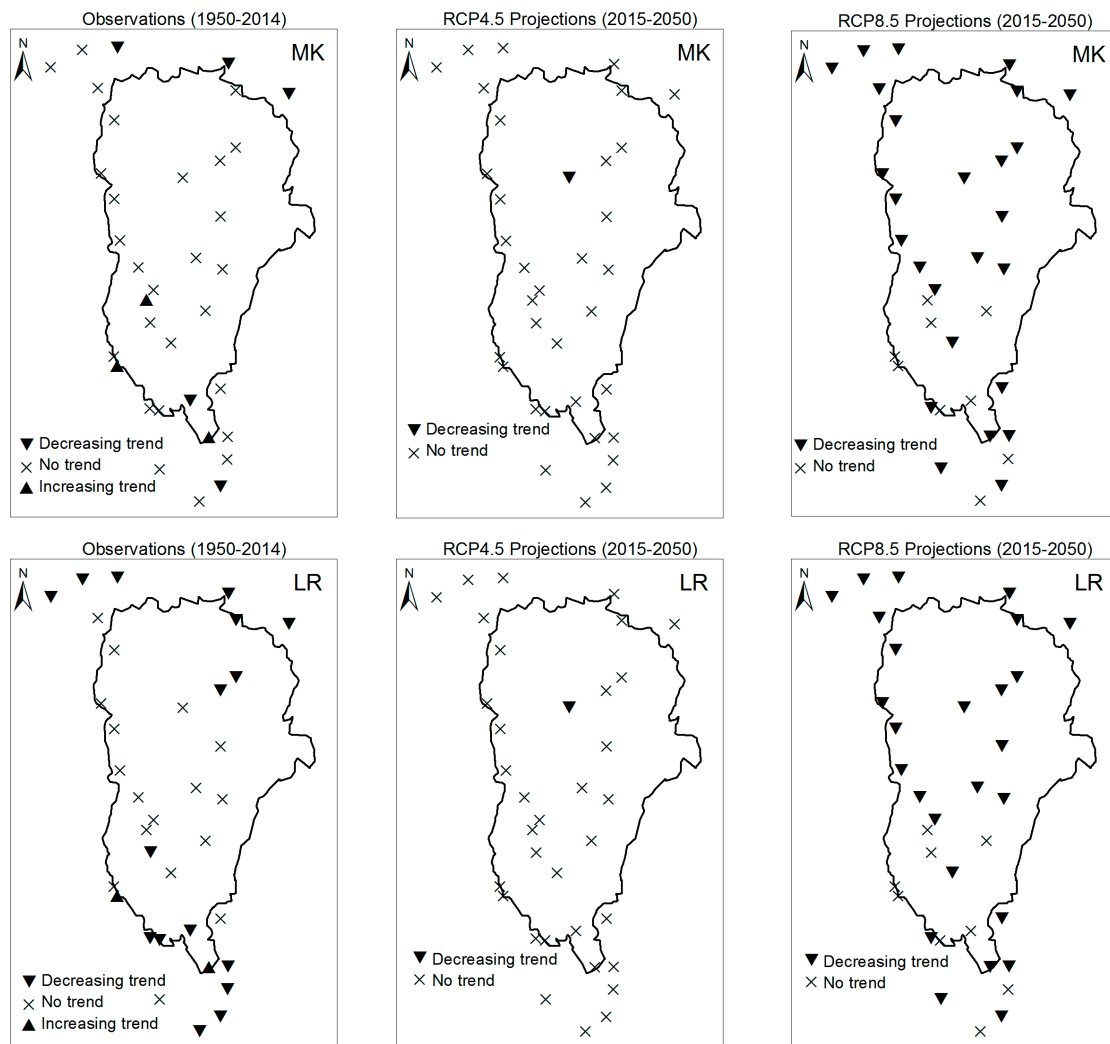 Observations (1950-2014)
N
MK
Decreasing trend
No trend
Increasing trend
RCP4.5 Projections (2015-2050)
N
MK
Decreasing trend
No trend
RCP8.5 Projections (2015-2050)
N
MK
Decreasing trend
No trend
Observations (1950-2014)
N
LR
Decreasing trend
No trend
Increasing trend
RCP4.5 Projections (2015-2050)
N
LR
Decreasing trend
No trend
RCP8.5 Projections (2015-2050)
N
LR
Decreasing trend
No trend